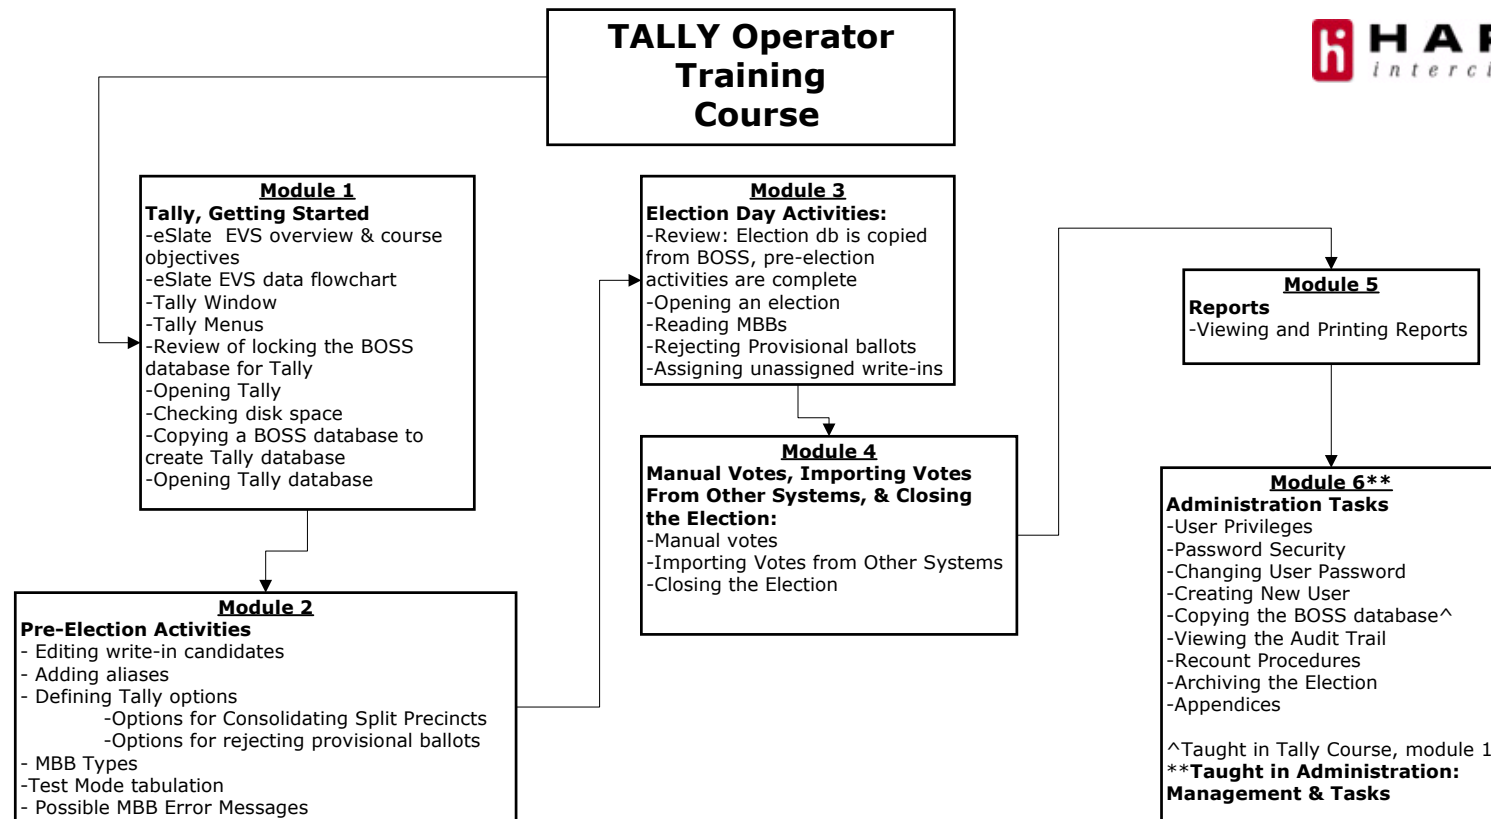 TALLY Operator
Training
Course
Module 1
Tally, Getting Started
-eSlate EVS overview & course
objectives
-eSlate EVS data flowchart
-Tally Window
-Tally Menus
-Review of locking the BOSS
database for Tally
-Opening Tally
-Checking disk space
-Copying a BOSS database to
create Tally database
-Opening Tally database
Module 2
Pre-Election Activities
- Editing write-in candidates
- Adding aliases
- Defining Tally options
-Options for Consolidating Split Precincts
-Options for rejecting provisional ballots
- MBB Types
-Test Mode tabulation
- Possible MBB Error Messages
Module 3
Election Day Activities:
-Review: Election db is copied
from BOSS, pre-election
activities are complete
-Opening an election
-Reading MBBs
-Rejecting Provisional ballots
-Assigning unassigned write-ins
Module 4
Manual Votes, Importing Votes
From Other Systems, & Closing
the Election:
-Manual votes
-Importing Votes from Other Systems
-Closing the Election
Module 5
Reports
-Viewing and Printing Reports
Module 6**
Administration Tasks
-User Privileges
-Password Security
-Changing User Password
-Creating New User
-Copying the BOSS database^
-Viewing the Audit Trail
-Recount Procedures
-Archiving the Election
-Appendices
^Taught in Tally Course, module 1
**Taught in Administration:
Management & Tasks